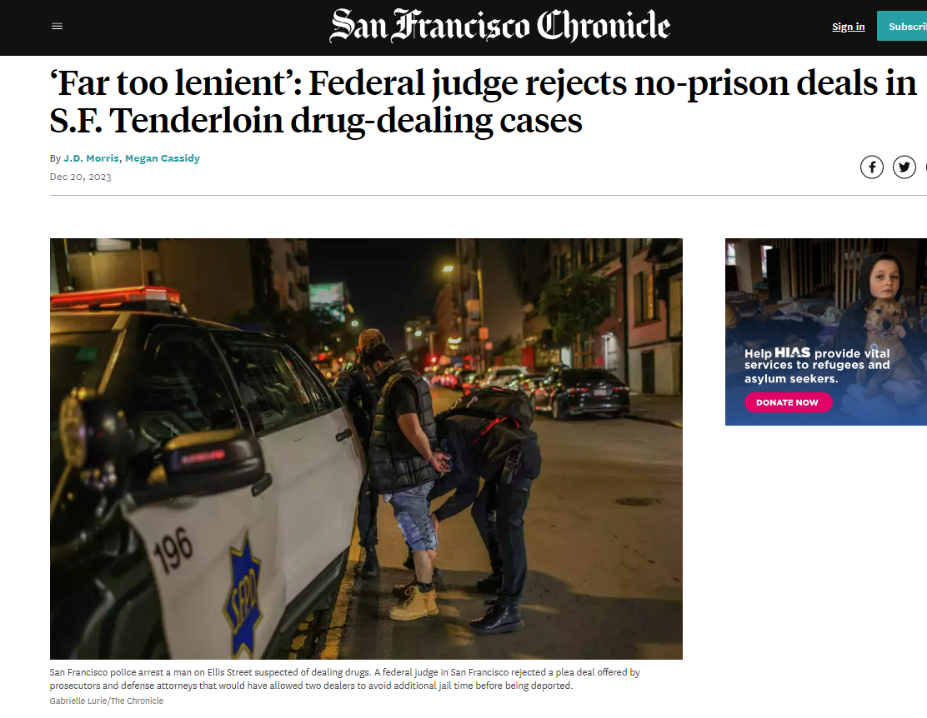 San Francisco Chronicle
Sign in
Subscri
‘Far too lenient’: Federal judge rejects no-prison deals in
S.F. Tenderloin drug-dealing cases
By J.D. Morris, Megan Cassidy
Dec 20, 2023
196
SFPD
Help HIAS provide vital
services to refugees and
asylum seekers.
DONATE NOW
San Francisco police arrest a man on Ellis Street suspected of dealing drugs. A federal judge in San Francisco rejected a plea deal offered by
prosecutors and defense attorneys that would have allowed two dealers to avoid additional jail time before being deported.
Gabrielle Lurie/The Chronicle